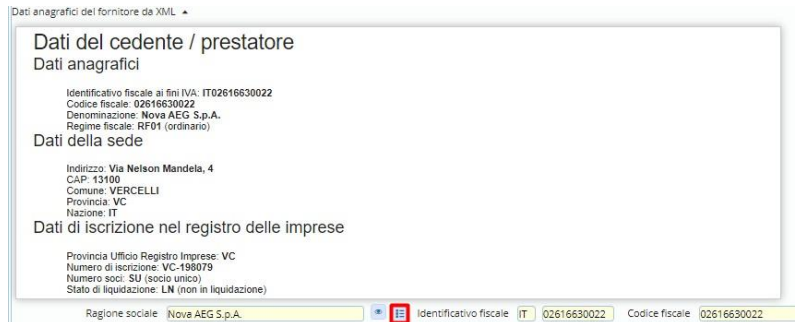 Dati anagrafici del fornitore da XML
Dati del cedente / prestatore
Dati anagrafici
Identificativo fiscale ai fini IVA: IT02616630022
Codice fiscale: 02616630022
Denominazione: Nova AEG S.p.A.
Regime fiscale: RF01 (ordinario)
Dati della sede
Indirizzo: Via Nelson Mandela, 4
CAP: 13100
Comune: VERCELLI
Provincia: VC
Nazione: IT
Dati di iscrizione nel registro delle imprese
Provincia Ufficio Registro Imprese: VC
Numero di iscrizione: VC-198079
Numero soci: SU (socio unico)
Stato di liquidazione: LN (non in liquidazione)
Ragione sociale Nova AEG S.p.A. Identificativo fiscale IT 02616630022 Codice fiscale 02616630022